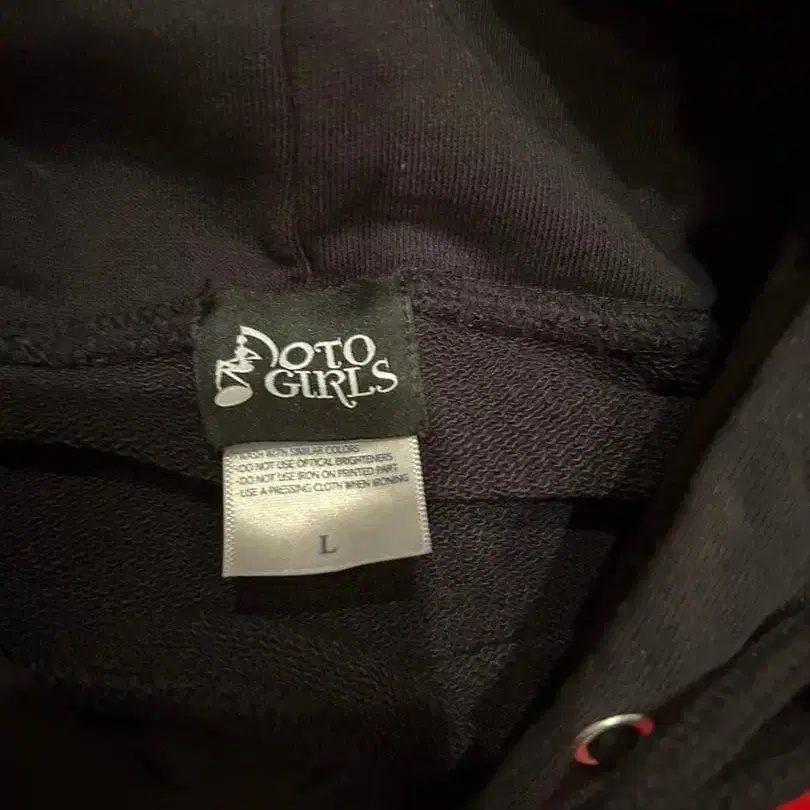 OTO
GIRLS
WASH WITH SIMILAR COLORS
-DO NOT USE OPTICAL BRIGHTENERS
-DO NOT USE IRON ON PRINTED PART
-USE A PRESSING CLOTH WHEN IRONING
L